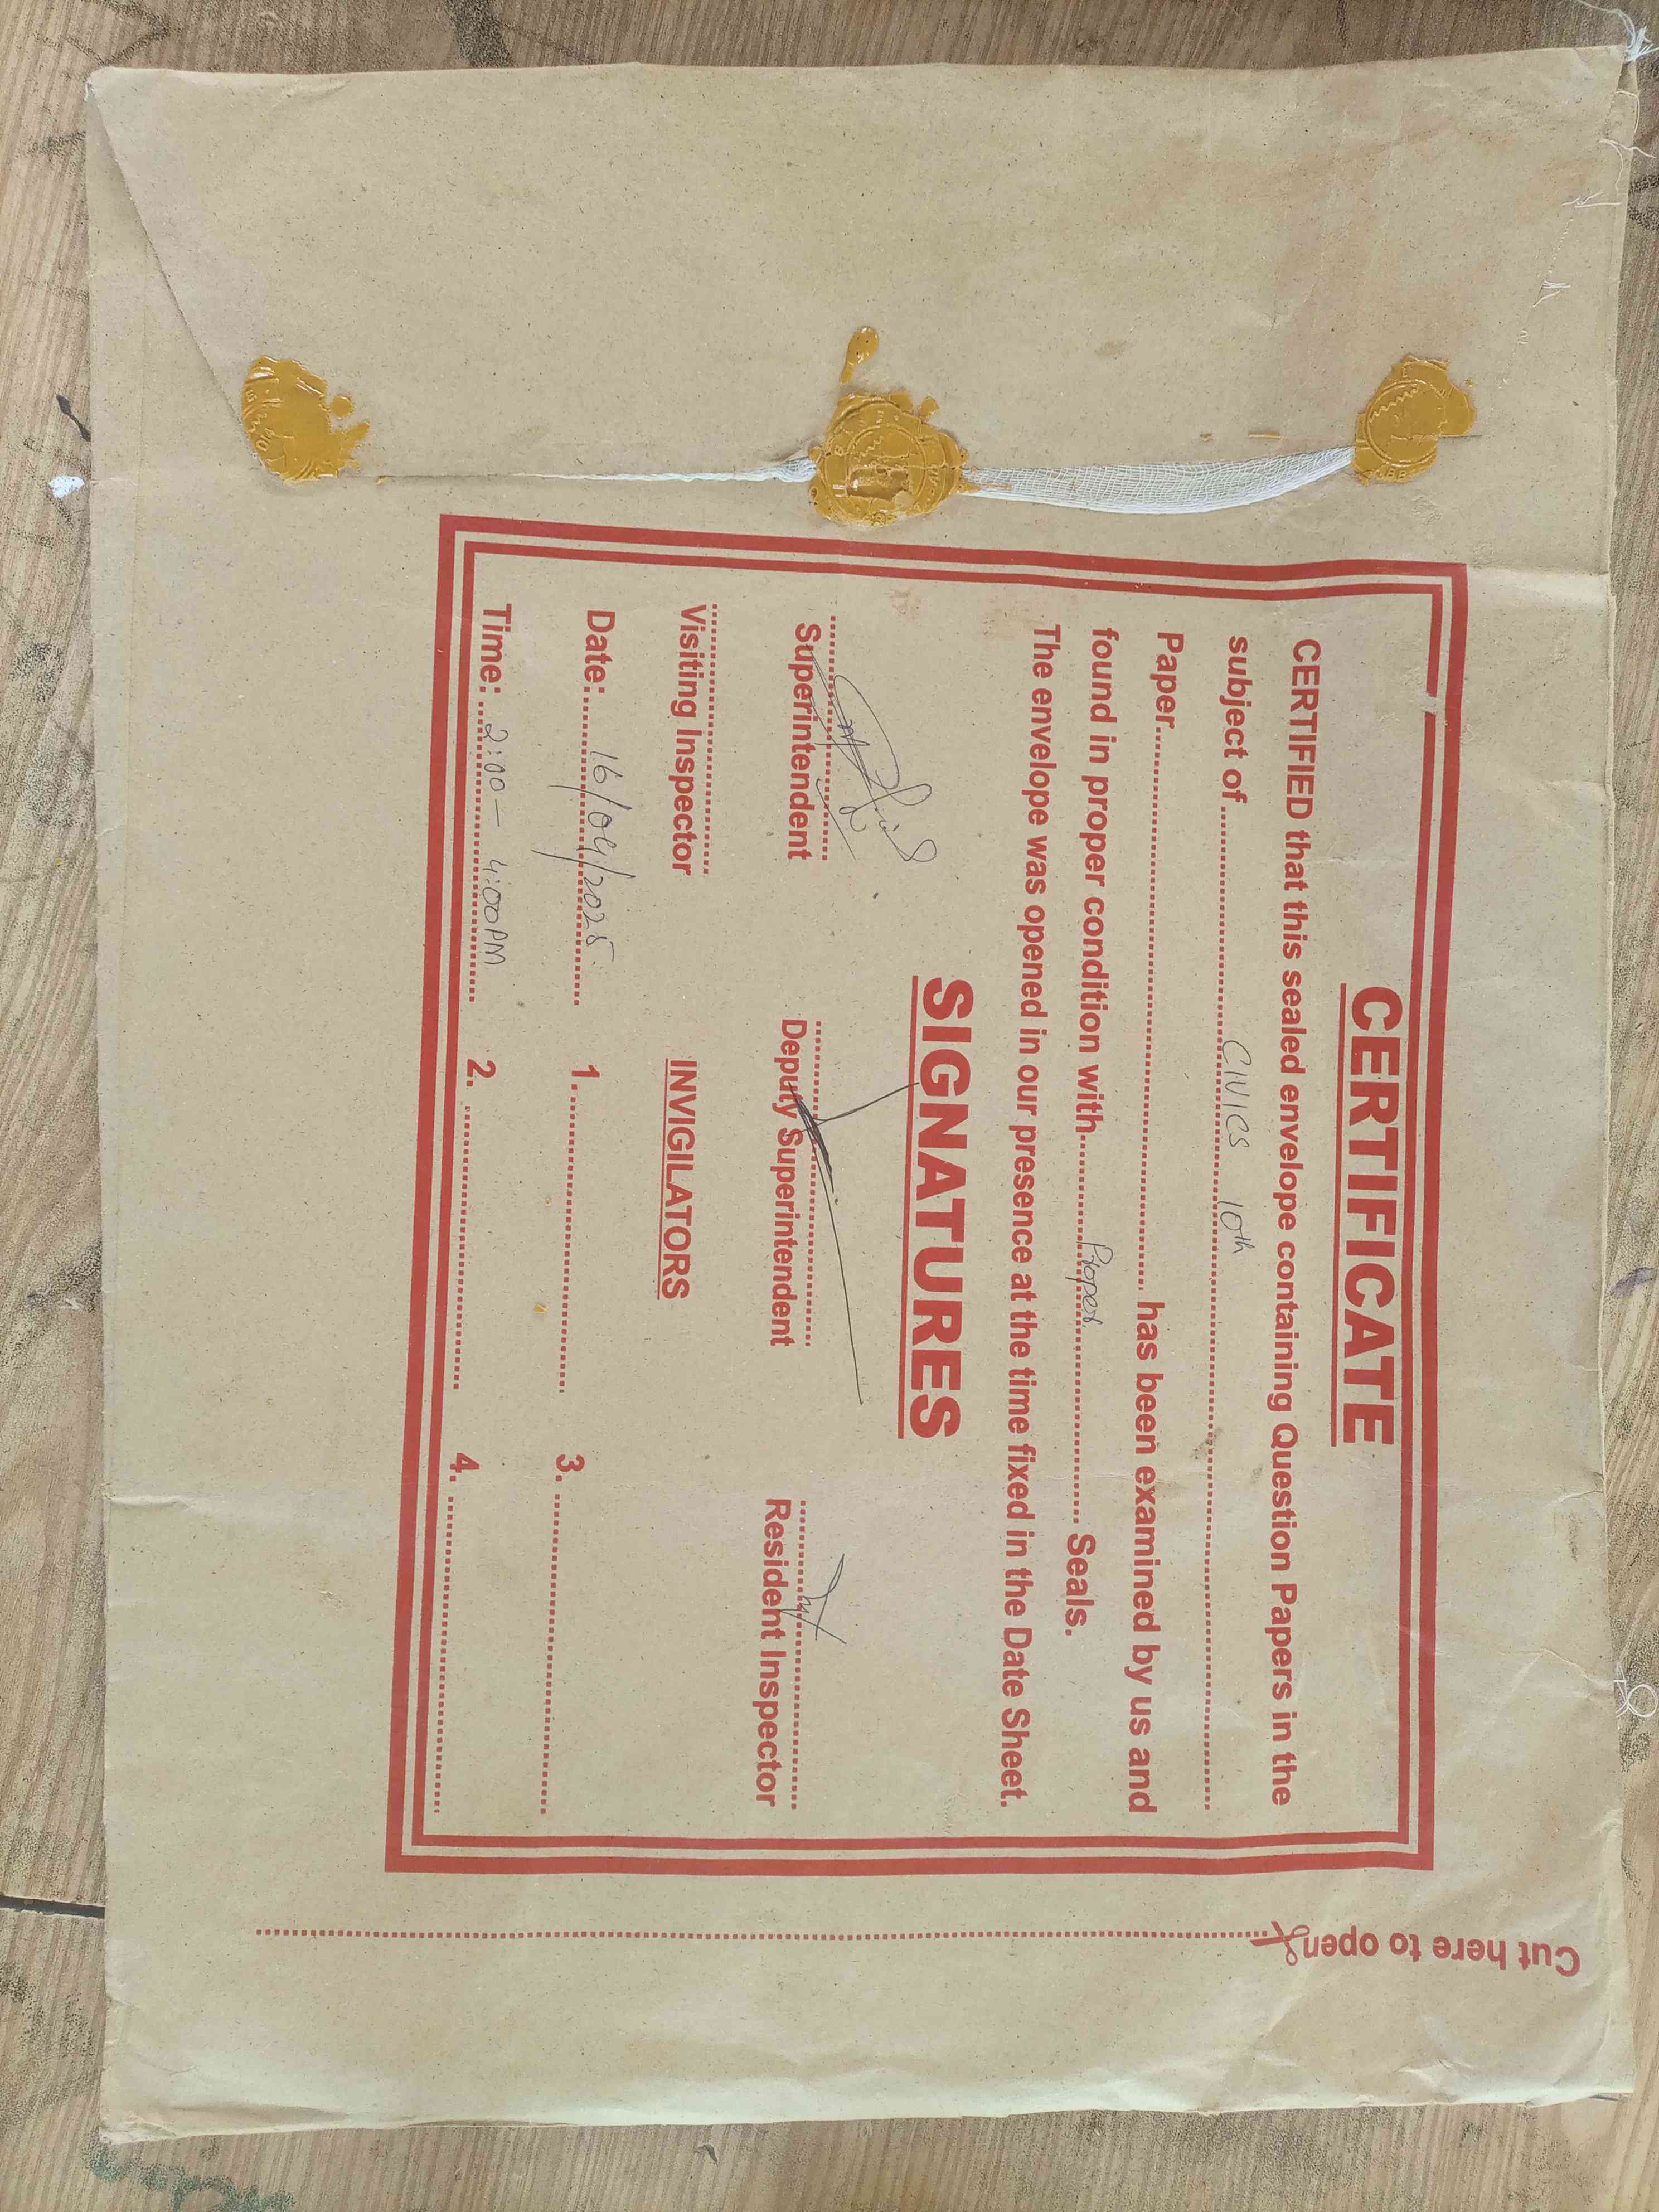 CERTIFICATE
CERTIFIED that this sealed envelope containing Question Papers in the
subject of.......... CIVICS 10th ..........
Paper.......... has been examined by us and
found in proper condition with.......... Proper. .......... Seals.
The envelope was opened in our presence at the time fixed in the Date Sheet.
SIGNATURES
Superintendent Deputy Superintendent Resident Inspector
Visiting Inspector INVIGILATORS
Date: 16/04/2025 1. .......... 3. ..........
Time: 2:00 – 4:00 PM 2. .......... 4. ..........
Cut here to open